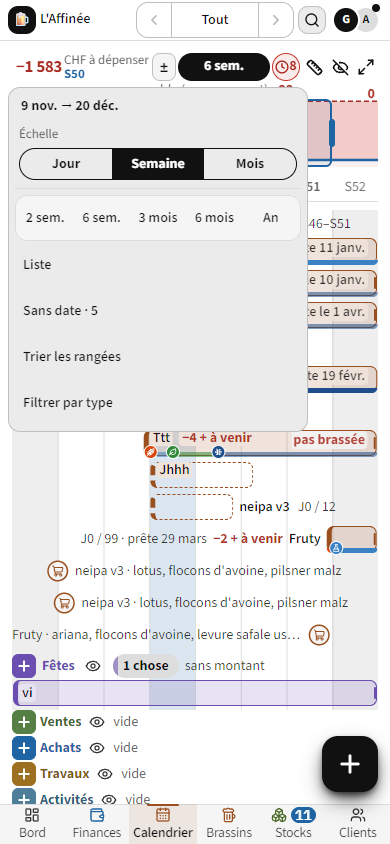 L'Affinée
Tout
G
A
−1 583 CHF à dépenser
S50
±
6 sem.
8
9 nov. → 20 déc.
0
Échelle
Jour Semaine Mois
S52
2 sem. 6 sem. 3 mois 6 mois An
46–S51
Liste
te 11 janv.
te 10 janv.
Sans date · 5
te le 1 avr.
Trier les rangées
te 19 févr.
Filtrer par type
Ttt −4 + à venir pas brassée
Jhhh
neipa v3 J0 / 12
J0 / 99 · prête 29 mars −2 + à venir Fruty
neipa v3 · lotus, flocons d'avoine, pilsner malz
neipa v3 · lotus, flocons d'avoine, pilsner malz
Fruty · ariana, flocons d'avoine, levure safale us…
Fêtes 1 chose sans montant
vi
Ventes vide
Achats vide
Travaux vide
Activités vide
Bord Finances Calendrier Brassins Stocks 11 Clients